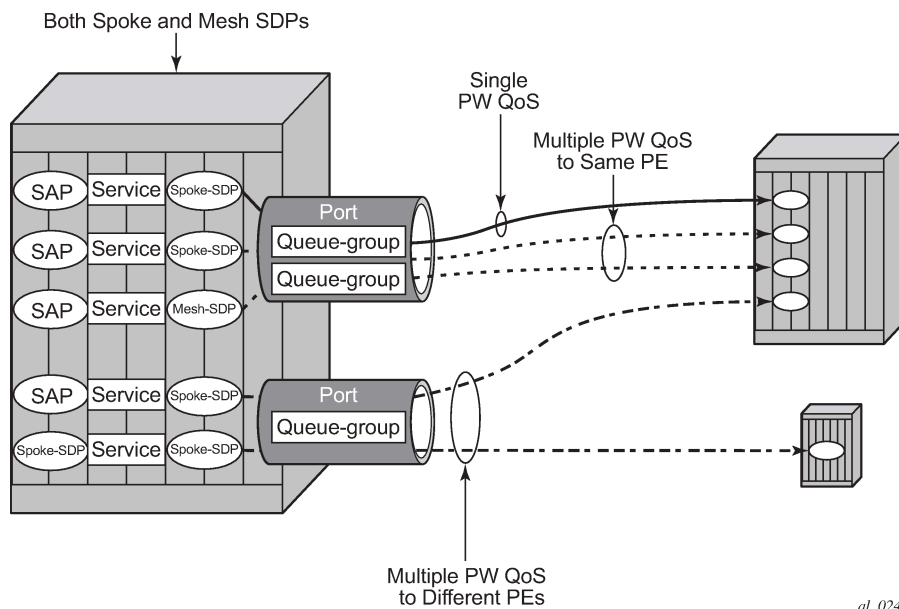 Both Spoke and Mesh SDPs
Single
PW QoS
Multiple PW QoS
to Same PE
SAP Service Spoke-SDP
Port
Queue-group
SAP Service Spoke-SDP
Queue-group
SAP Service Mesh-SDP
SAP Service Spoke-SDP
Port
Queue-group
Spoke-SDP Service Spoke-SDP
Multiple PW QoS
to Different PEs